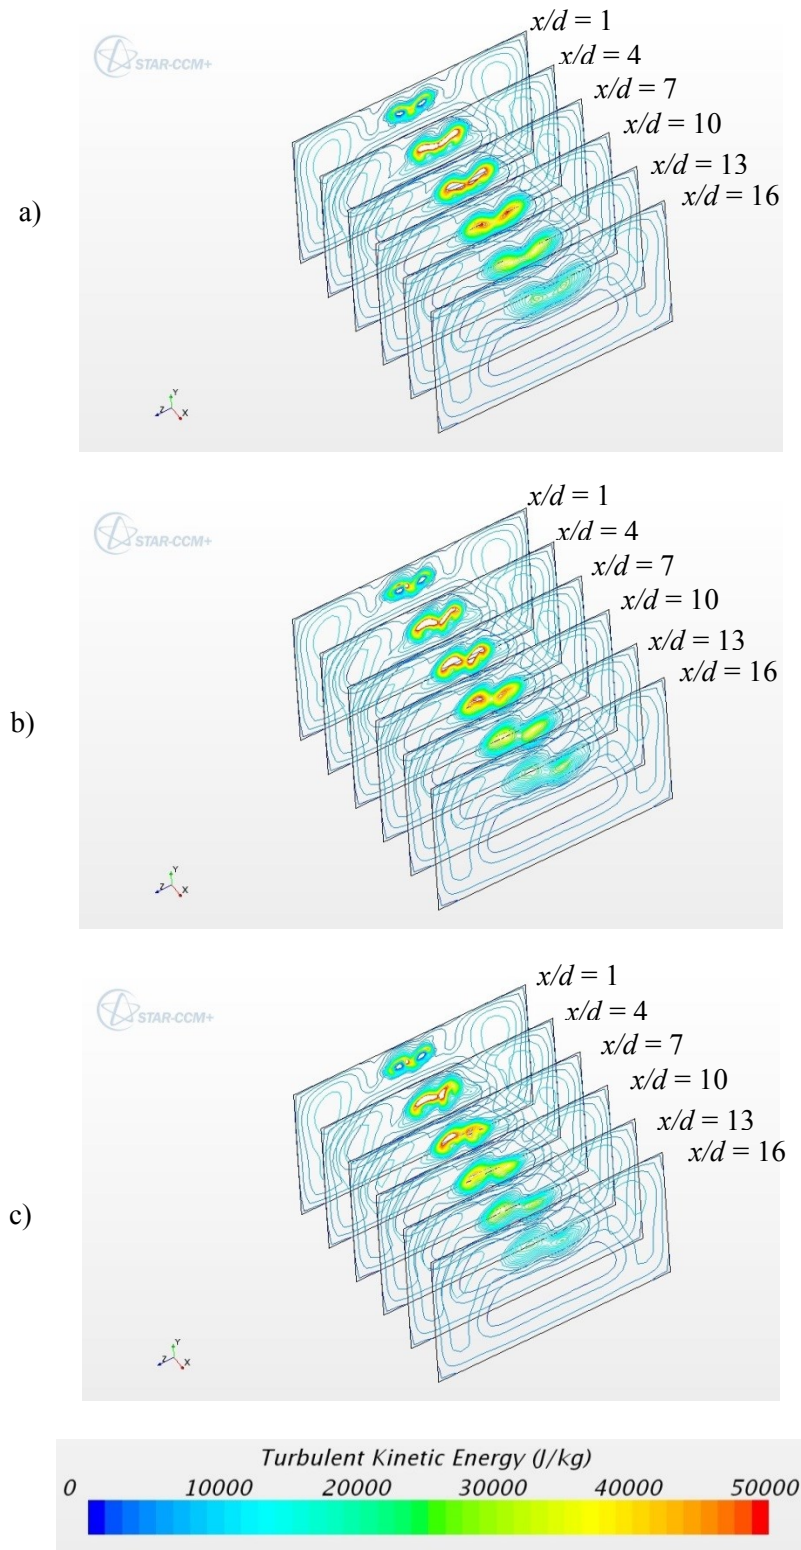 x/d = 1
STAR-CCM+
x/d = 4
x/d = 7
x/d = 10
x/d = 13
x/d = 16
a)
Y
Z
X
x/d = 1
STAR-CCM+
x/d = 4
x/d = 7
x/d = 10
x/d = 13
x/d = 16
b)
Y
Z
X
x/d = 1
STAR-CCM+
x/d = 4
x/d = 7
x/d = 10
x/d = 13
x/d = 16
c)
Y
Z
X
Turbulent Kinetic Energy (J/kg)
0 10000 20000 30000 40000 50000